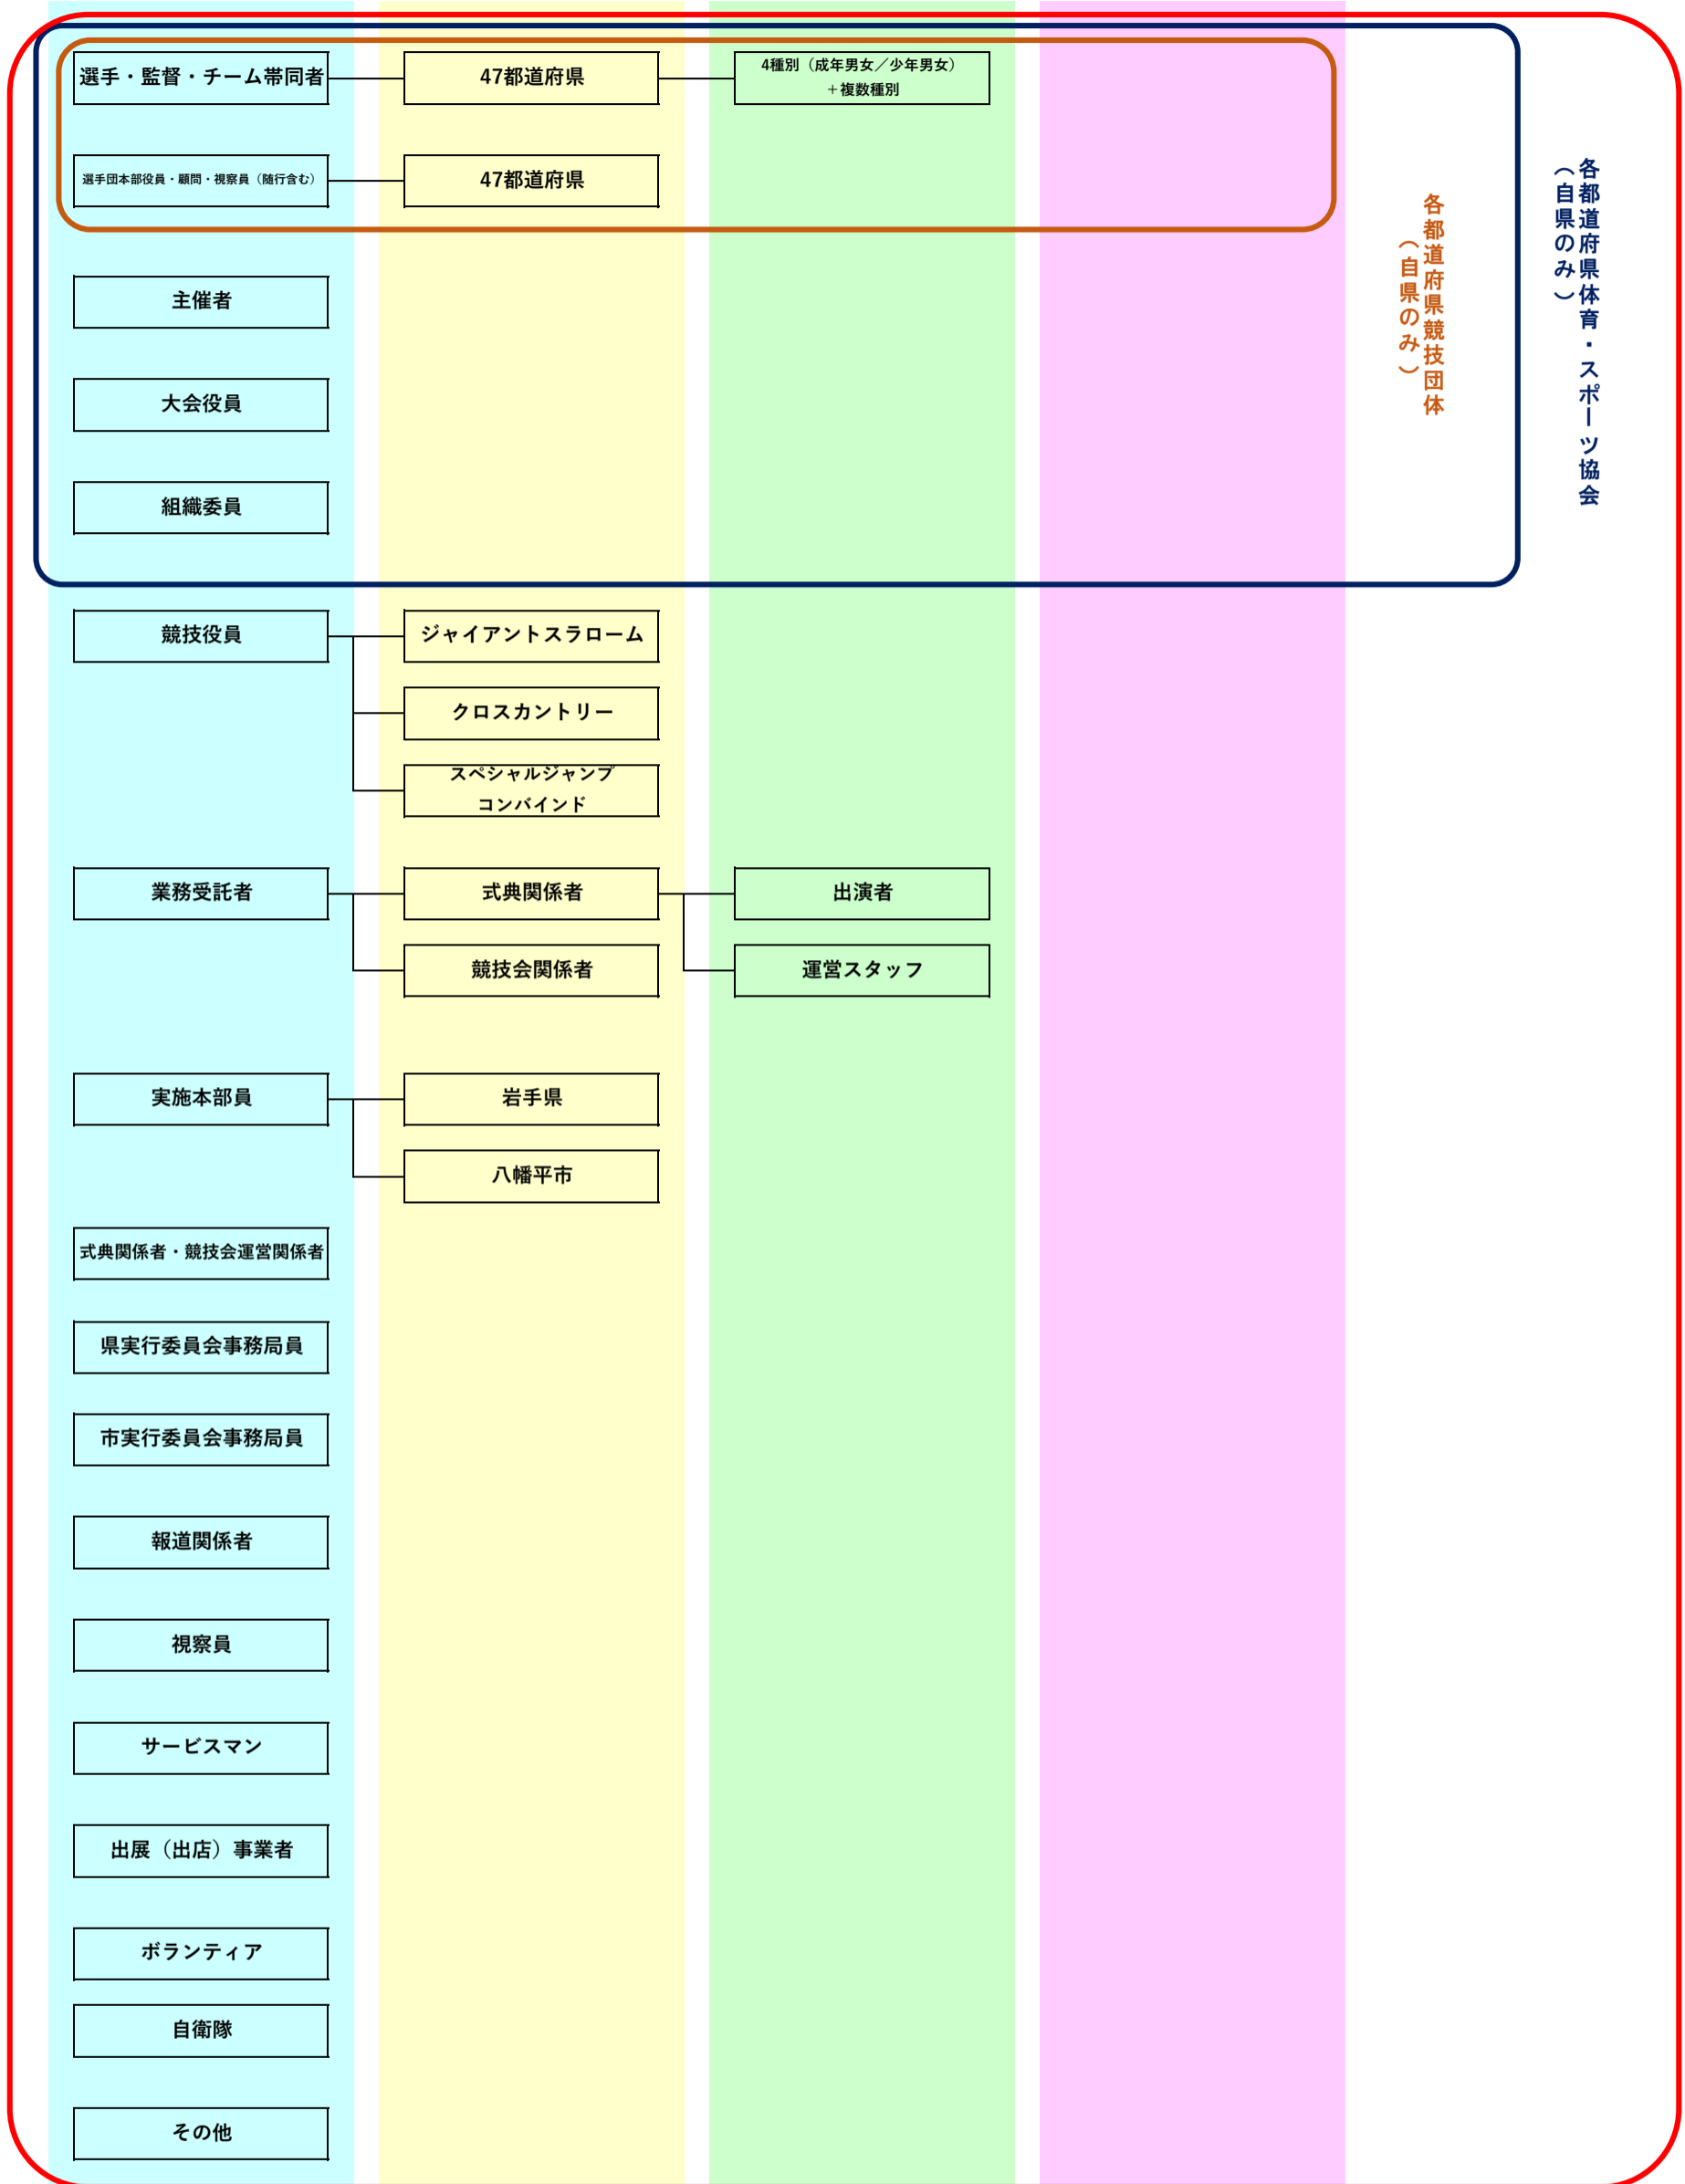 選手・監督・チーム帯同者
47都道府県
4種別（成年男女／少年男女）
＋複数種別
選手団本部役員・顧問・視察員（随行含む）
47都道府県
主催者
大会役員
組織委員
各都道府県競技団体
（自県のみ）
各都道府県体育・スポーツ協会
（自県のみ）
競技役員
ジャイアントスラローム
クロスカントリー
スペシャルジャンプ
コンバインド
業務受託者
式典関係者
出演者
競技会関係者
運営スタッフ
実施本部員
岩手県
八幡平市
式典関係者・競技会運営関係者
県実行委員会事務局員
市実行委員会事務局員
報道関係者
視察員
サービスマン
出展（出店）事業者
ボランティア
自衛隊
その他